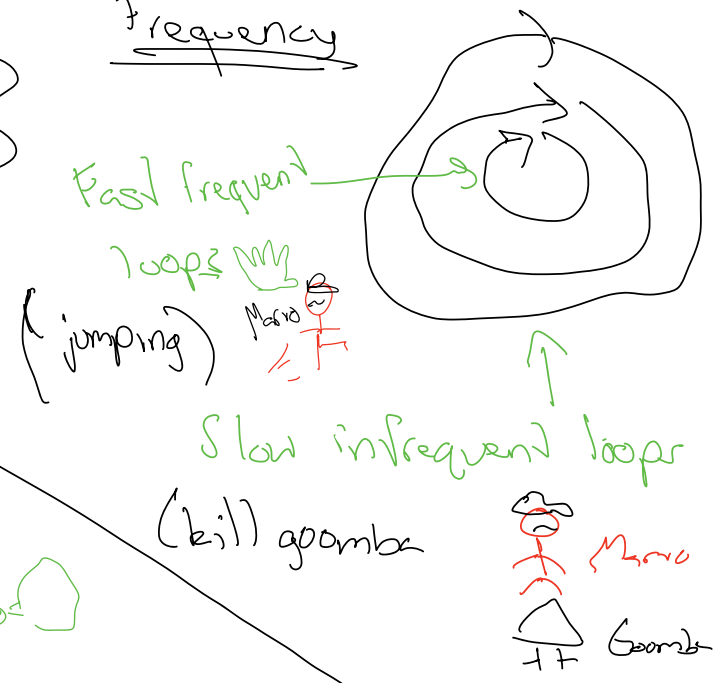 Frequency
Fast frequent
loops
Mario
(jumping)
Slow infrequent loops
(kill goomba
Mario
Goomba